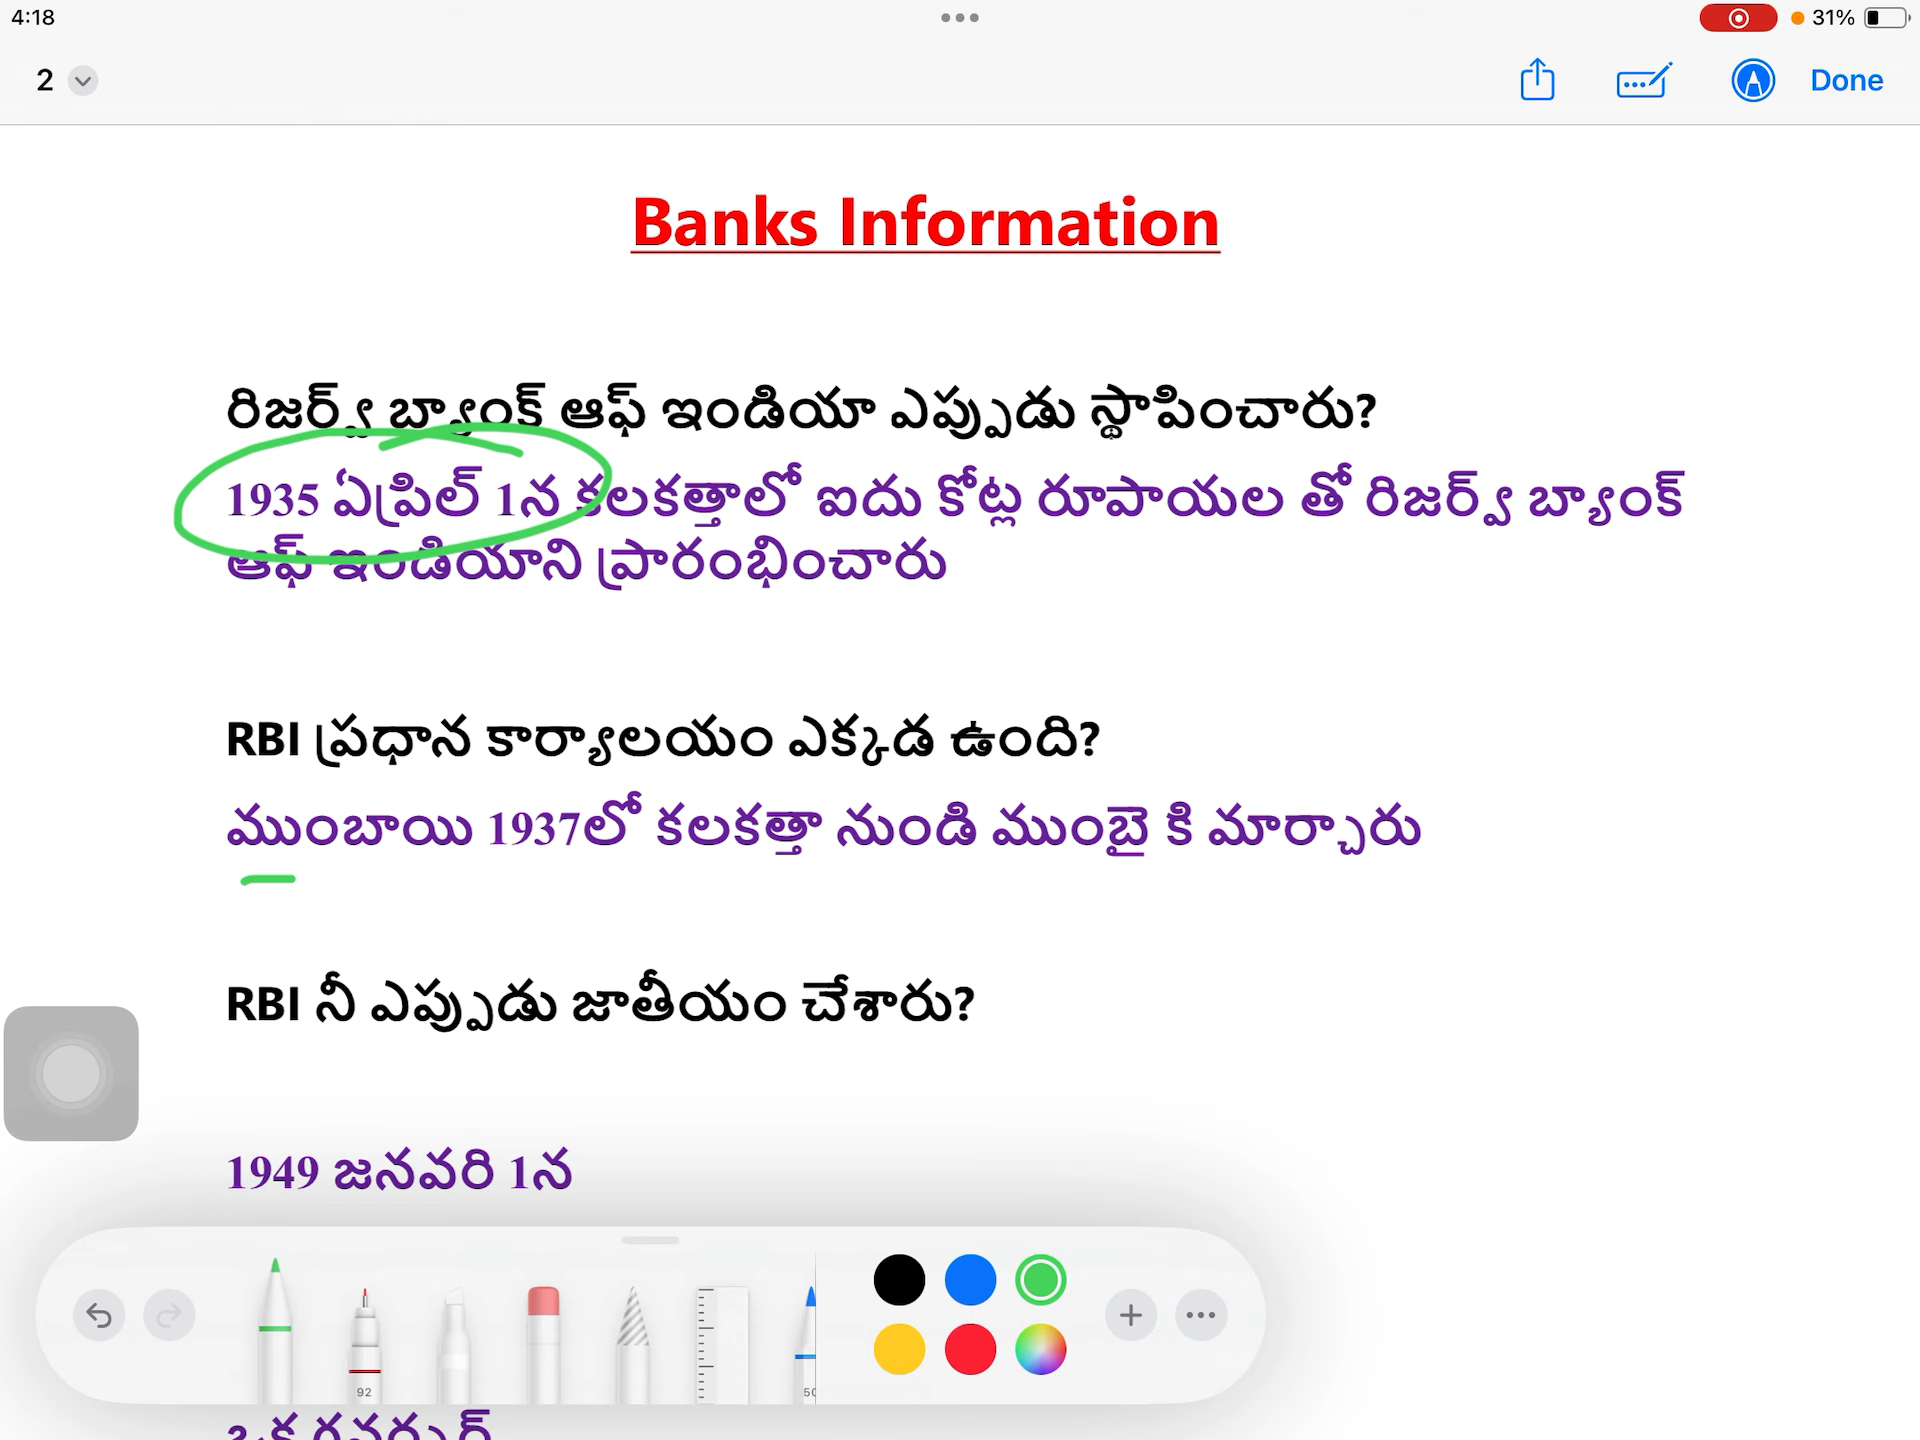 4:18
31%
2
Done
Banks Information
రిజర్వ్ బ్యాంక్ ఆఫ్ ఇండియా ఎప్పుడు స్థాపించారు?
1935 ఏప్రిల్ 1న కలకత్తాలో ఐదు కోట్ల రూపాయల తో రిజర్వ్ బ్యాంక్
ఆఫ్ ఇండియాని ప్రారంభించారు
RBI ప్రధాన కార్యాలయం ఎక్కడ ఉంది?
ముంబాయి 1937లో కలకత్తా నుండి ముంబై కి మార్చారు
RBI నీ ఎప్పుడు జాతీయం చేశారు?
1949 జనవరి 1న
92
50